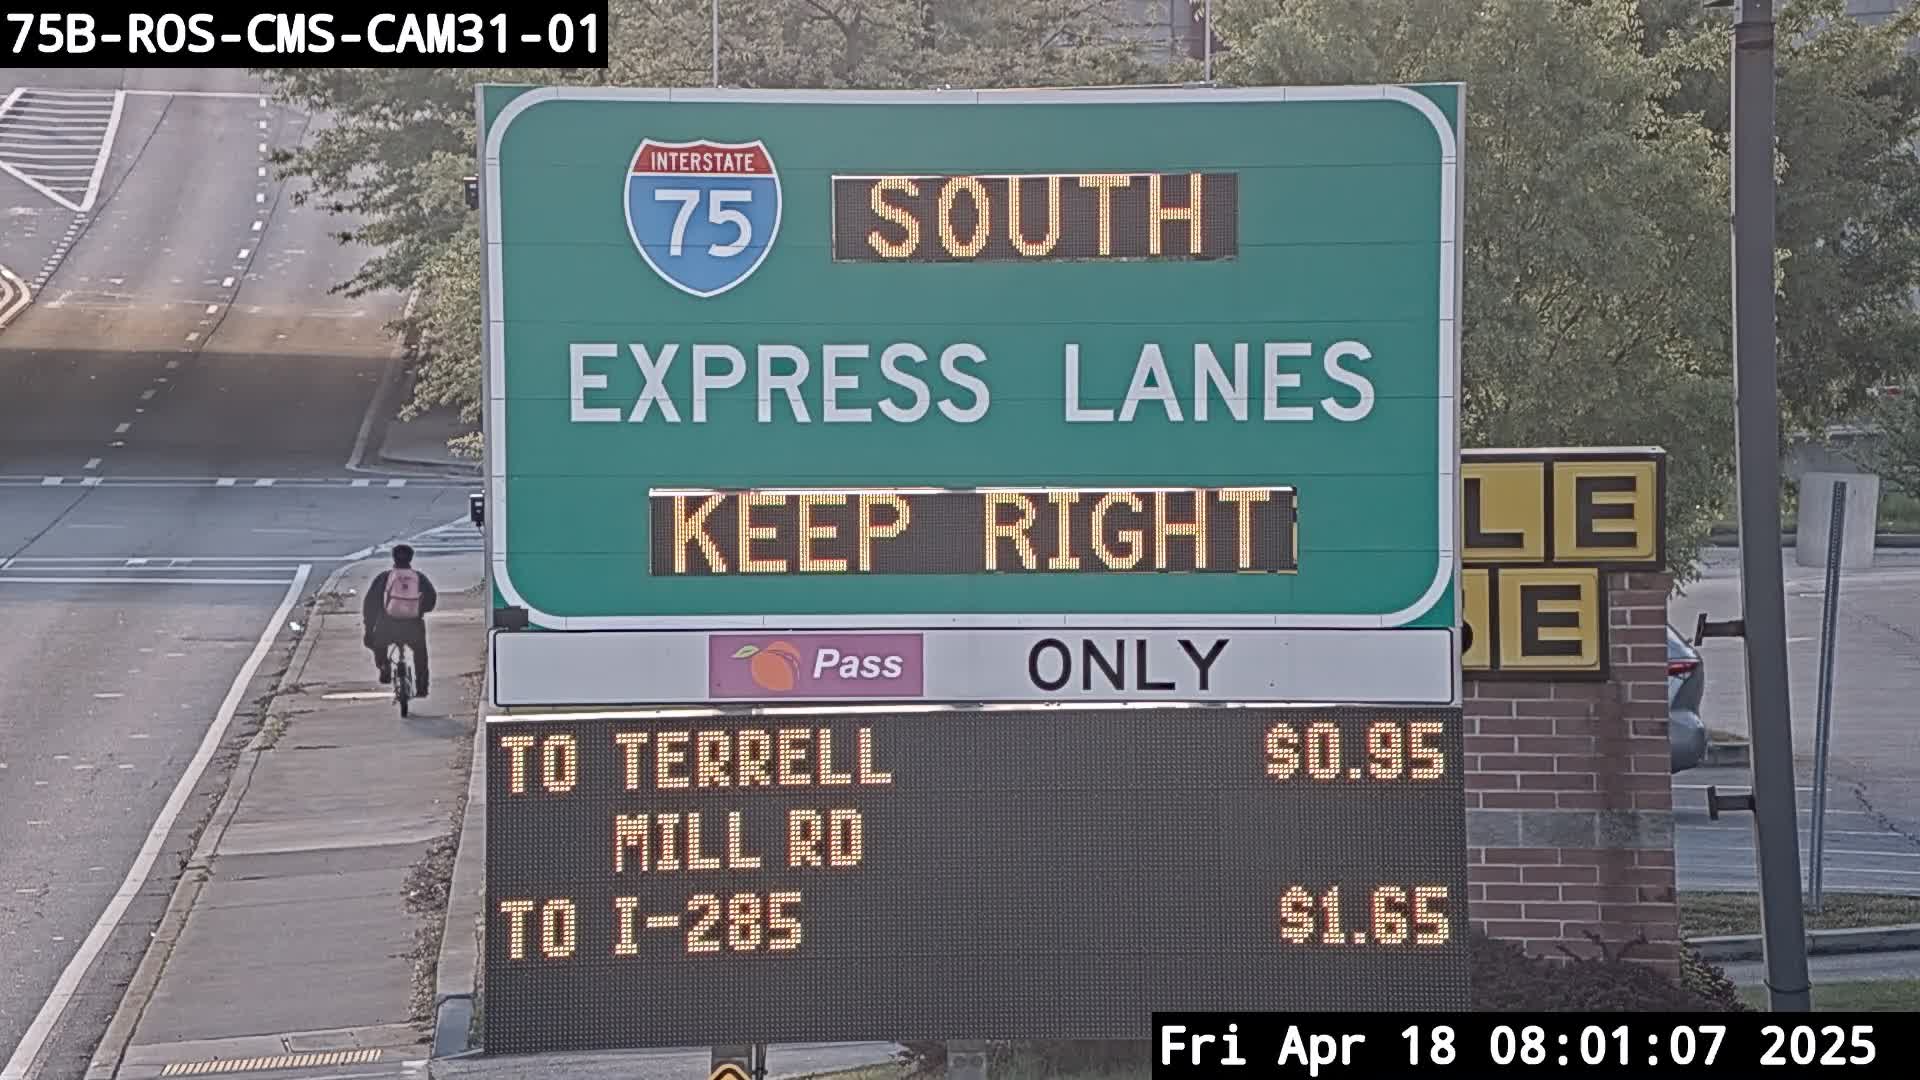 75B-ROS-CMS-CAM31-01
INTERSTATE
75
SOUTH
EXPRESS LANES
KEEP RIGHT
Pass ONLY
TO TERRELL $0.95
MILL RD
TO I-285 $1.65
LE
E
Fri Apr 18 08:01:07 2025